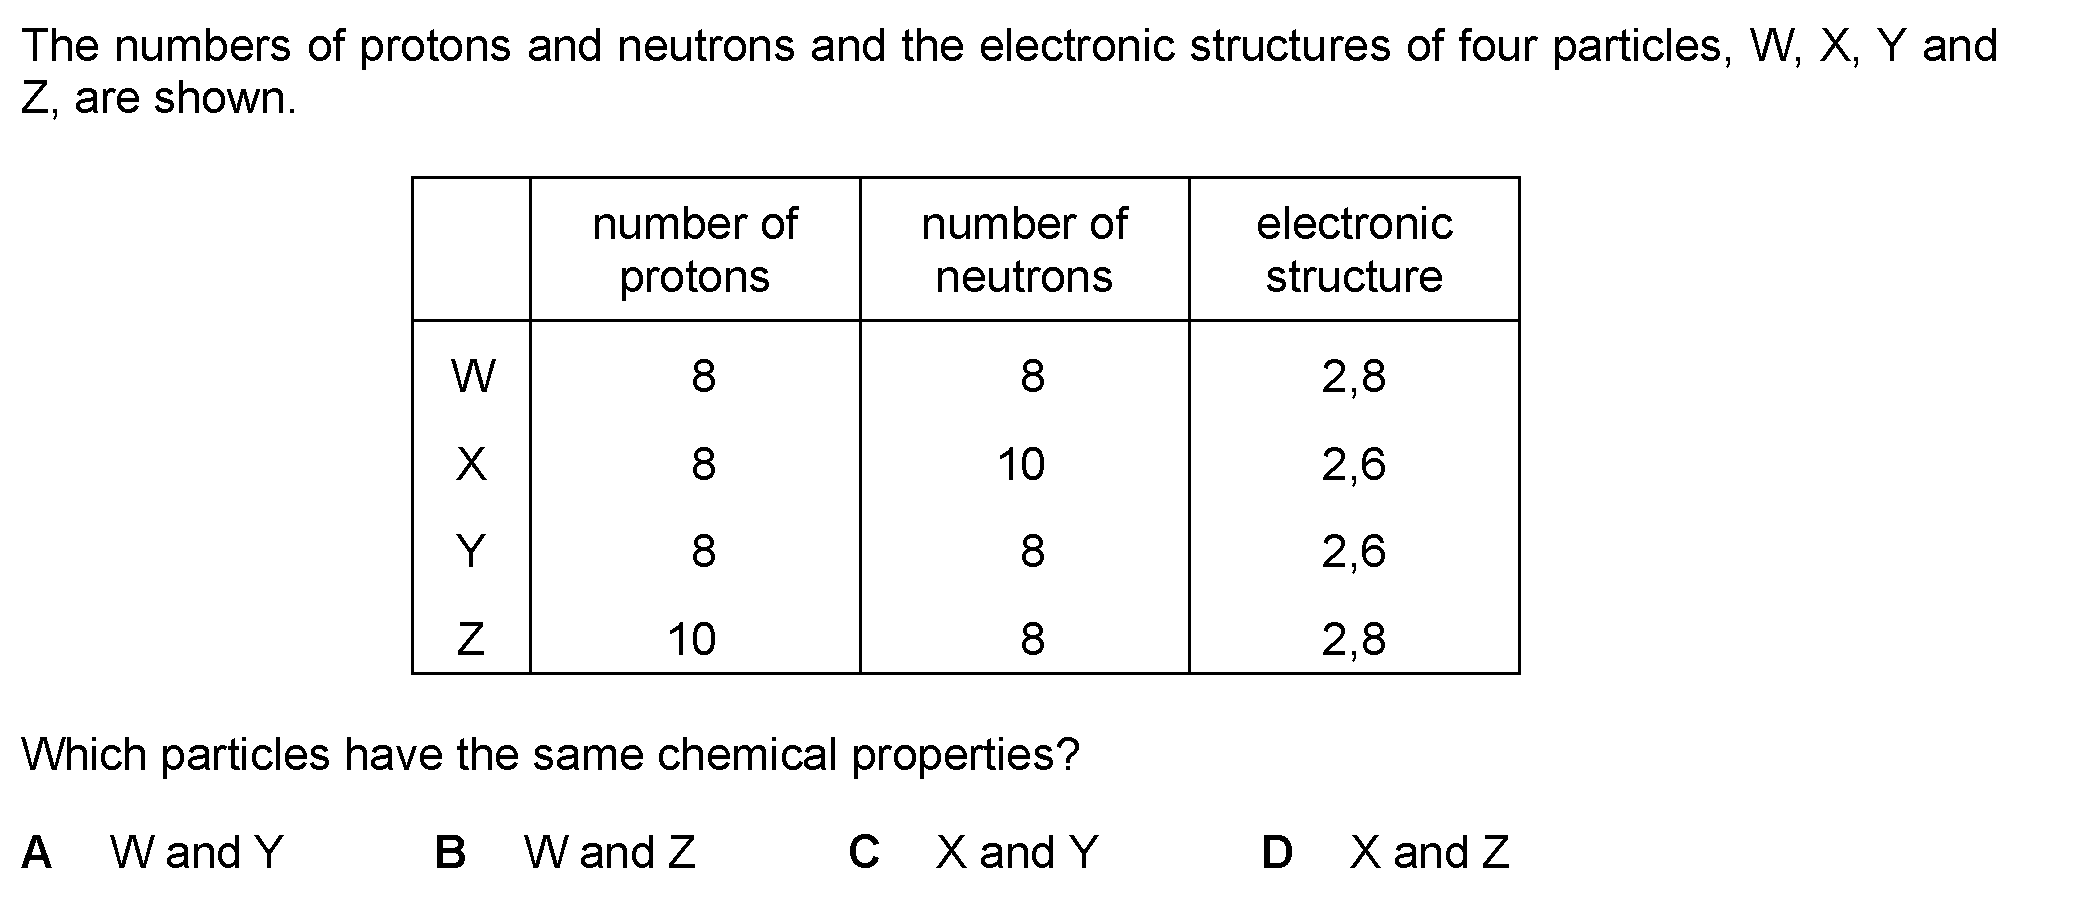 The numbers of protons and neutrons and the electronic structures of four particles, W, X, Y and
Z, are shown.
number of protons number of neutrons electronic structure
W 8 8 2,8
X 8 10 2,6
Y 8 8 2,6
Z 10 8 2,8
Which particles have the same chemical properties?
A W and Y B W and Z C X and Y D X and Z